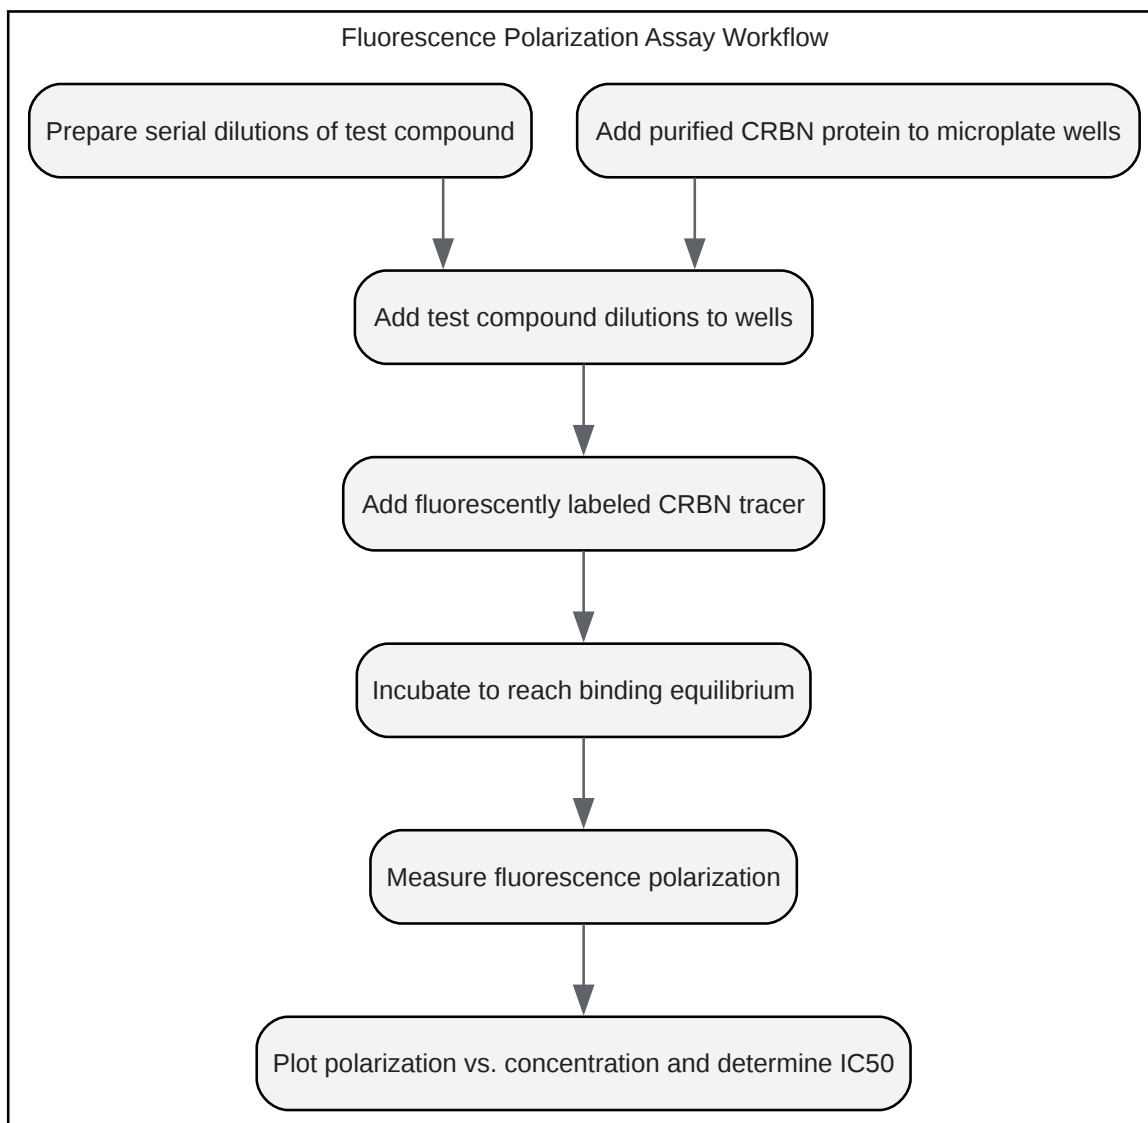 Fluorescence Polarization Assay Workflow
Prepare serial dilutions of test compound
Add purified CRBN protein to microplate wells
Add test compound dilutions to wells
Add fluorescently labeled CRBN tracer
Incubate to reach binding equilibrium
Measure fluorescence polarization
Plot polarization vs. concentration and determine IC50